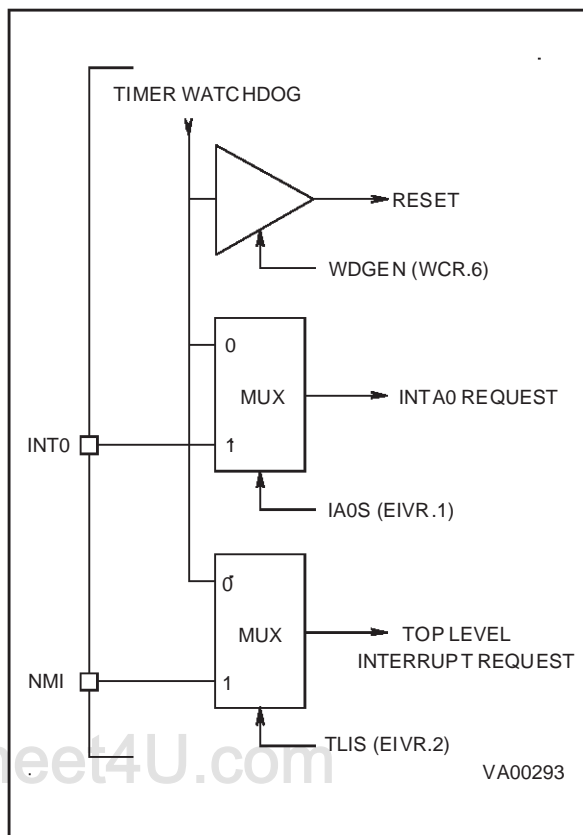 TIMER WATCHDOG
RESET
WDGEN (WCR.6)
0
MUX
INTA0 REQUEST
INT0
1
IA0S (EIVR.1)
0
MUX
TOP LEVEL
INTERRUPT REQUEST
NMI
1
TLIS (EIVR.2)
neet4U.com
VA00293